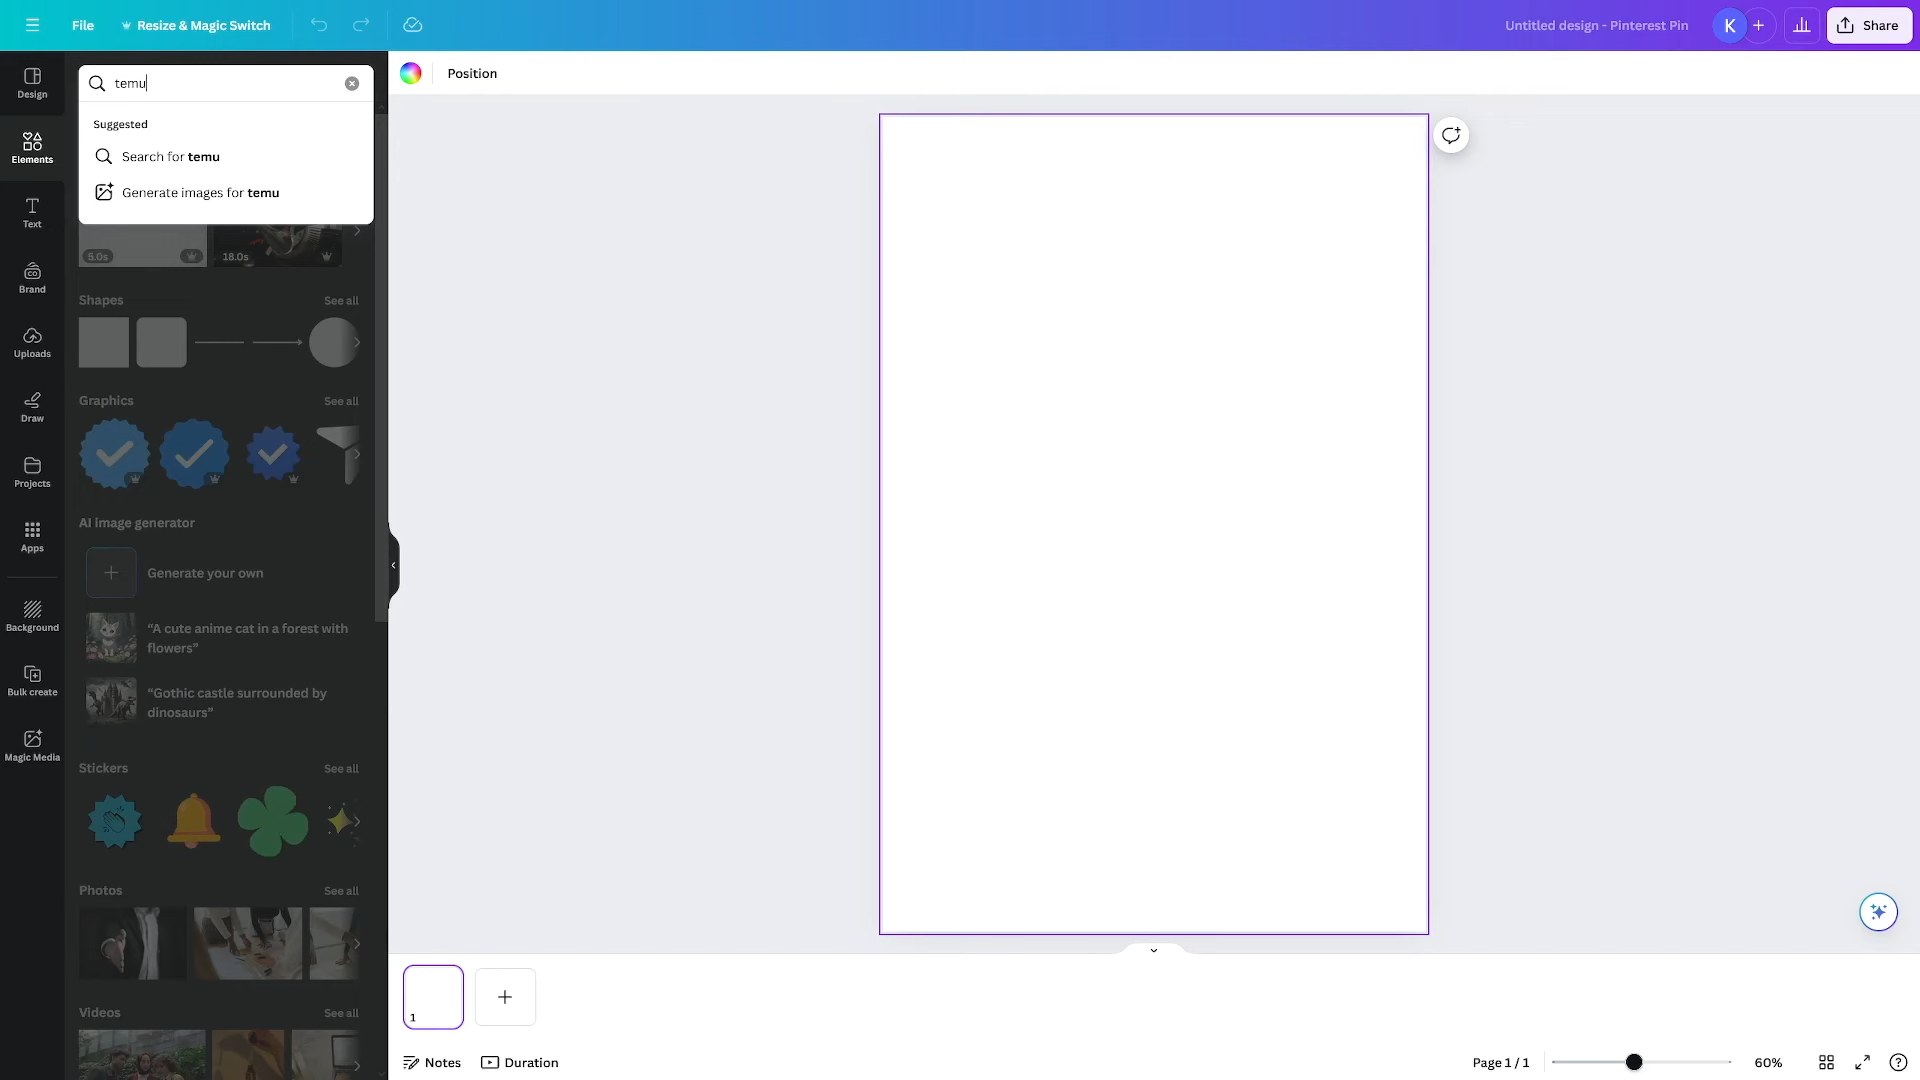 File
Resize & Magic Switch
Untitled design - Pinterest Pin
K
Share
Design
Elements
Text
Brand
Uploads
Draw
Projects
Apps
Background
Bulk create
Magic Media
temu
Suggested
Search for temu
Generate images for temu
5.0s
18.0s
Shapes
See all
Graphics
See all
AI image generator
Generate your own
“A cute anime cat in a forest with
flowers”
“Gothic castle surrounded by
dinosaurs”
Stickers
See all
Photos
See all
Videos
See all
Position
1
Notes
Duration
Page 1 / 1
60%